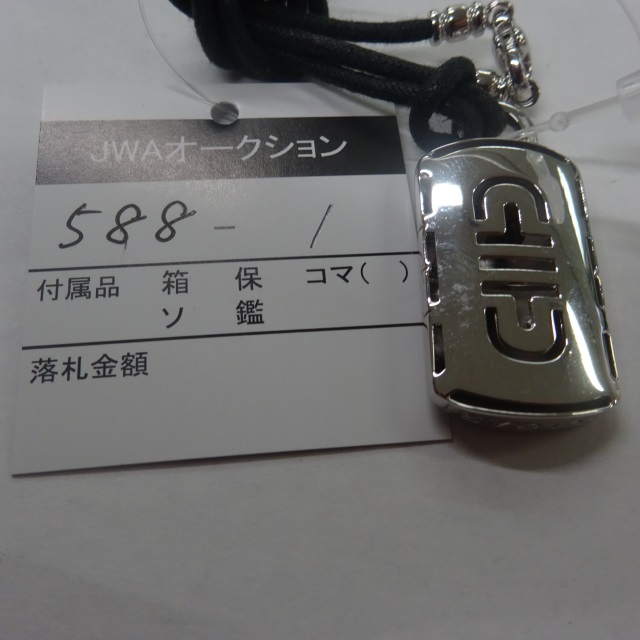 JWAオークション
588 - 1
付属品 箱 保 コマ( )
ソ 鑑
落札金額